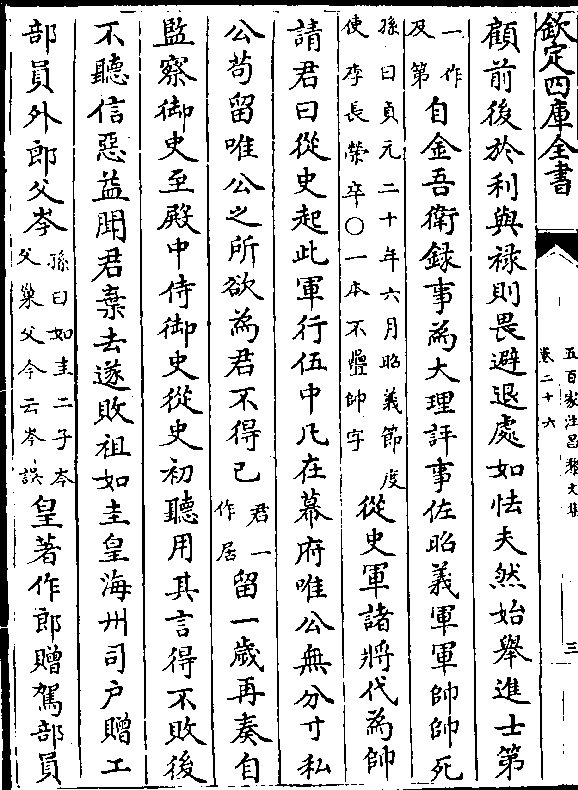 欽定四庫全書
五百家注昌黎文集
卷二十六
三
顧前後於利與祿則畏避退處如怯夫然始舉進士第
一作及第自金吾衛錄事為大理評事佐昭義軍軍帥帥死
孫曰貞元二十年六月昭義節度使李長榮卒○一本不疊帥字從史軍諸將代為帥
請君曰從史起此軍行伍中凡在幕府唯公無分寸私
公苟留唯公之所欲為君不得已君一作居留一歲再奏自
監察御史至殿中侍御史從史初聽用其言得不敗後
不聽信惡益聞君棄去遂敗祖如圭皇海州司户贈工
部員外郎父岑孫曰如圭二子岑父巢父今云岑誤皇著作郎贈駕部員